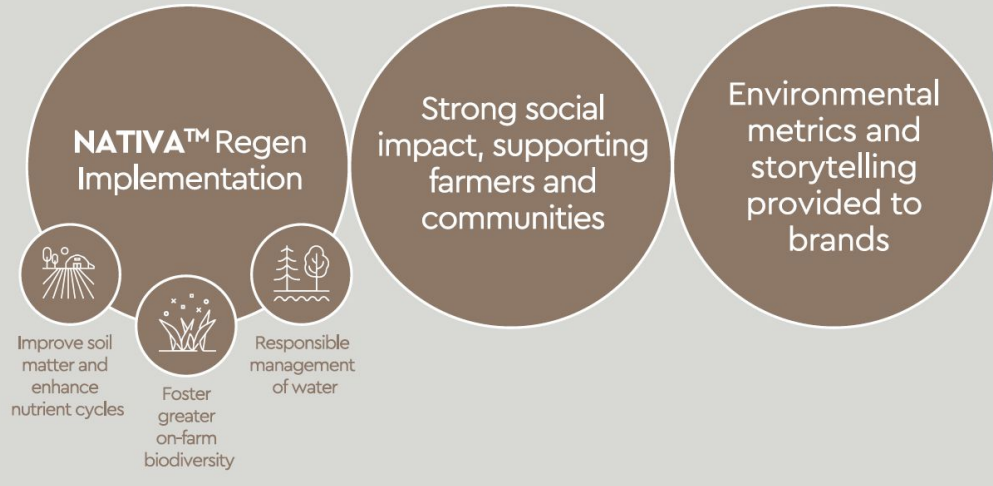 NATIVA™ Regen
Implementation
Strong social
impact, supporting
farmers and
communities
Environmental
metrics and
storytelling
provided to
brands
Improve soil
matter and
enhance
nutrient cycles
Foster
greater
on-farm
biodiversity
Responsible
management
of water